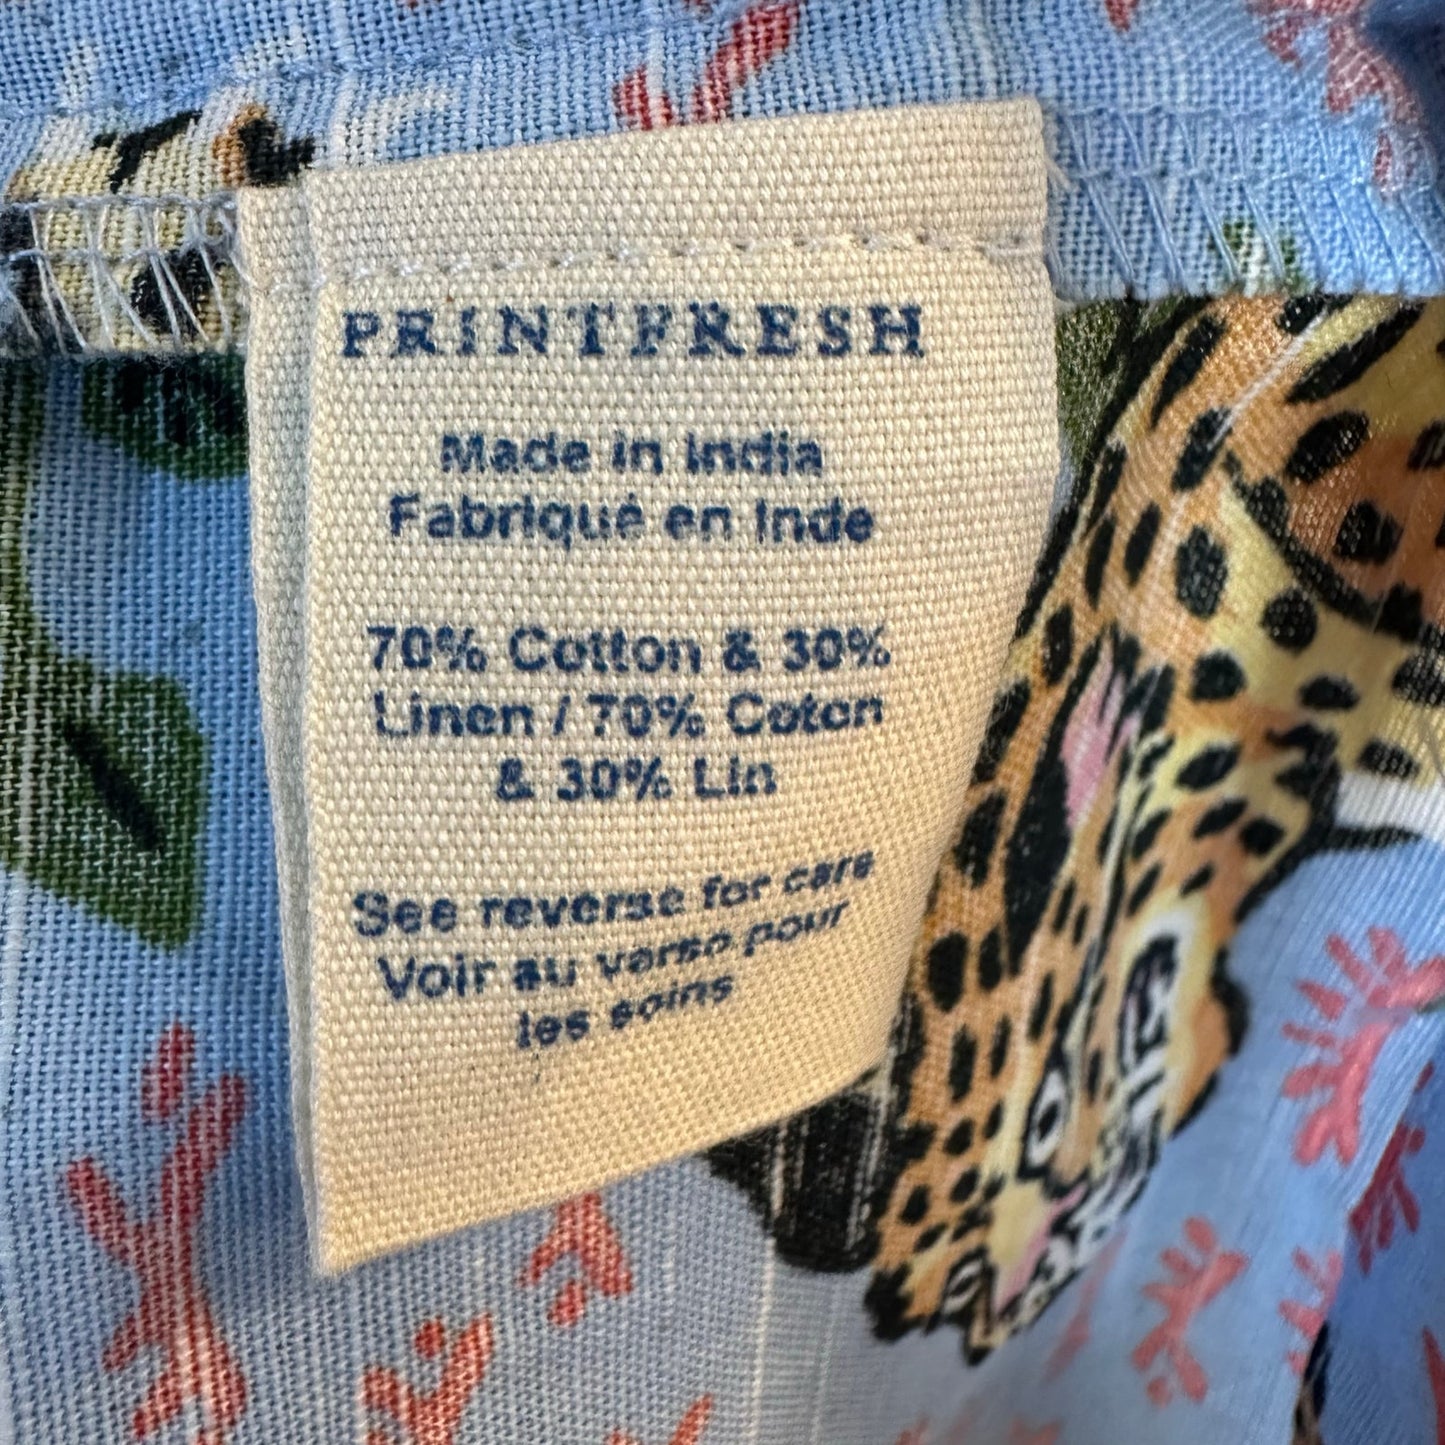 PRINTFRESH
Made in India
Fabriqué en Inde
70% Cotton & 30%
Linen / 70% Coton
& 30% Lin
See reverse for care
Voir au verso pour
les soins